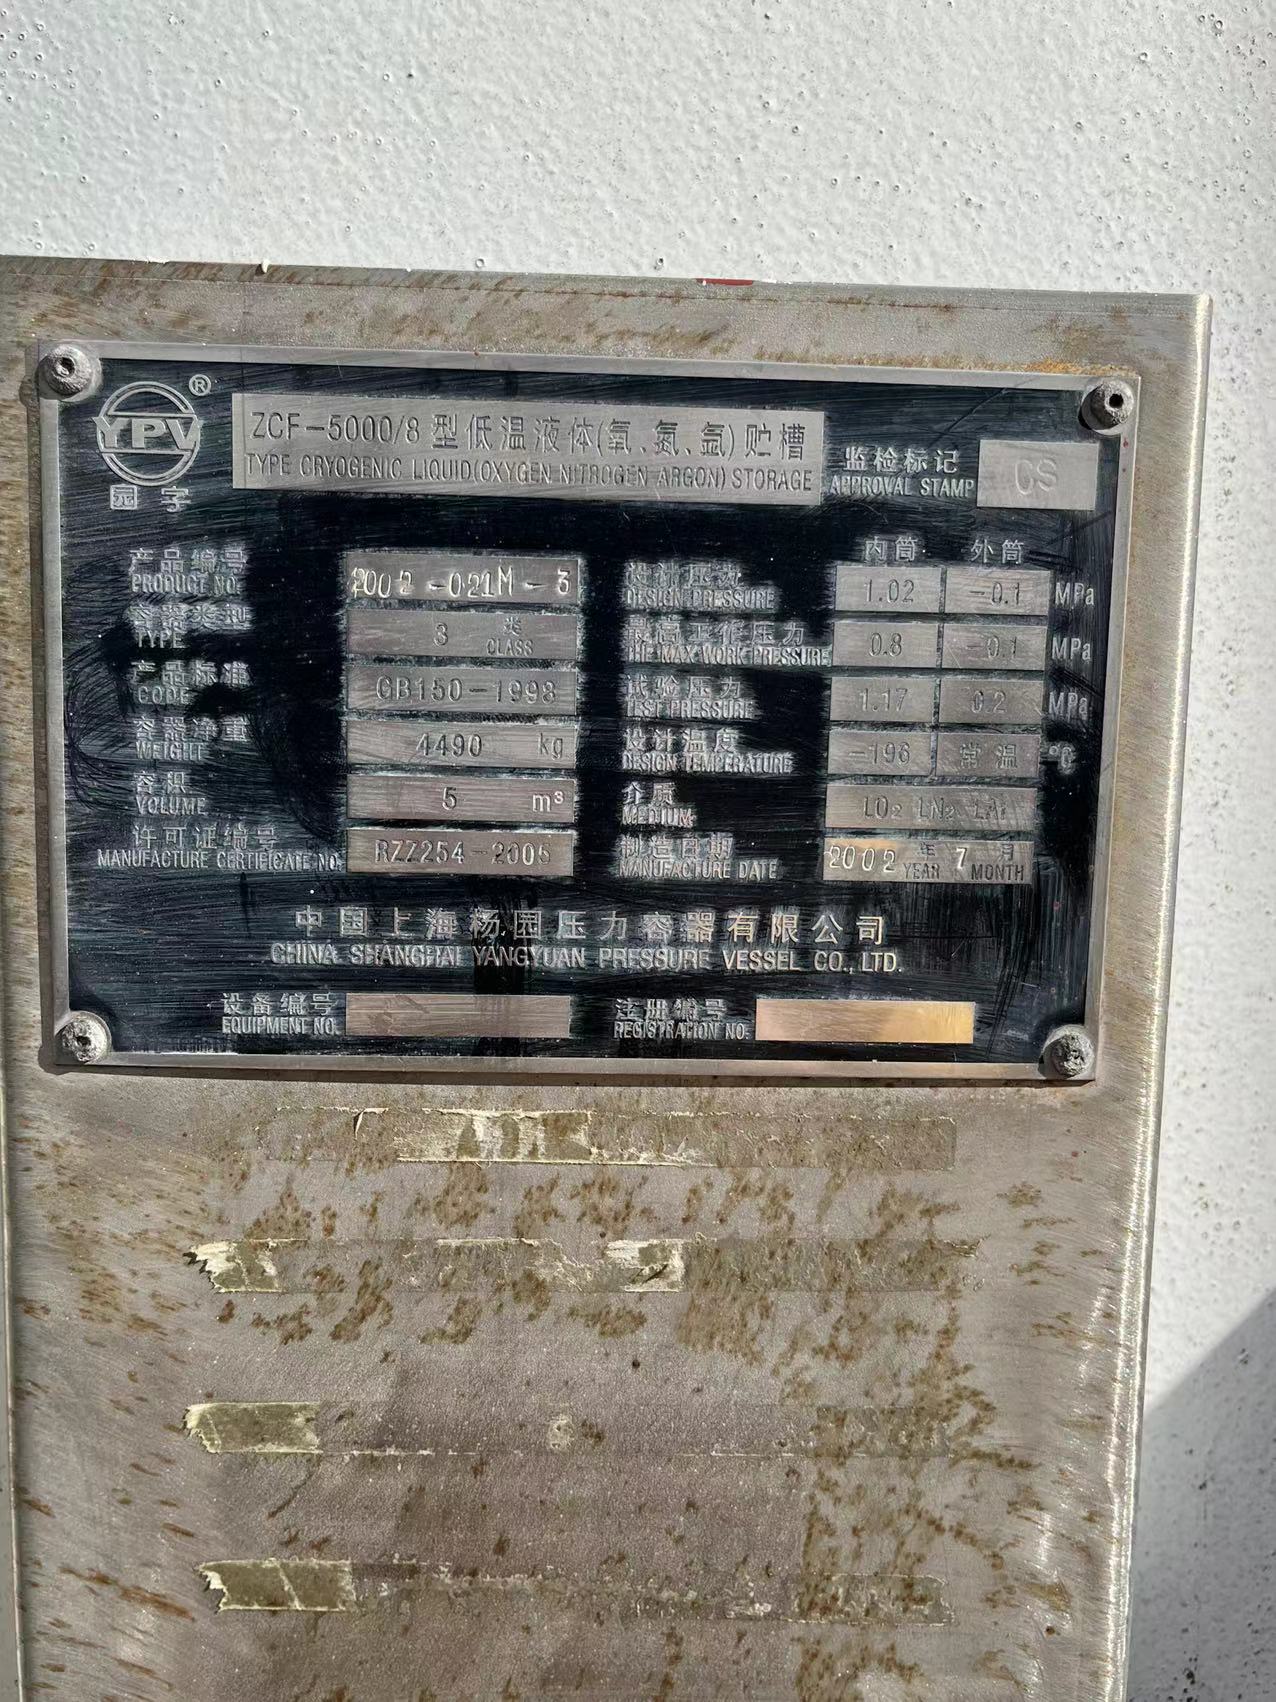 YPV®
园字
ZCF-5000/8 型低温液体(氧、氮、氩)贮槽
TYPE CRYOGENIC LIQUID(OXYGEN NITROGEN ARGON) STORAGE
监检标记
APPROVAL STAMP
CS
产品编号
PRODUCT NO.
2002-021M-3
容器类型
TYPE
3 类
CLASS
产品标准
CODE
GB150-1998
容器净重
WEIGHT
4490 kg
容积
VOLUME
5 m³
许可证编号
MANUFACTURE CERTIFICATE NO.
RZZ254-2005
内筒 外筒
设计压力
DESIGN PRESSURE
1.02 -0.1 MPa
最高工作压力
THE MAX WORK PRESSURE
0.8 -0.1 MPa
试验压力
TEST PRESSURE
1.17 0.2 MPa
设计温度
DESIGN TEMPERATURE
-196 常温 ℃
介质
MEDIUM
LO₂ LN₂ LAr
制造日期
MANUFACTURE DATE
2002 年 7 月
YEAR MONTH
中国上海杨园压力容器有限公司
CHINA SHANGHAI YANGYUAN PRESSURE VESSEL CO., LTD.
设备编号
EQUIPMENT NO.
注册编号
REGISTRATION NO.